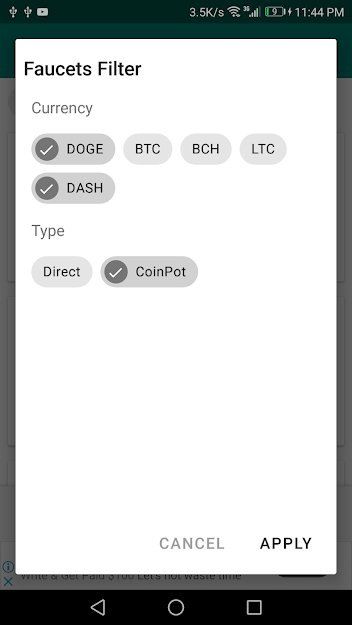 3.5K/s 3G 9 11:44 PM
Faucets Filter
Currency
DOGE BTC BCH LTC
DASH
Type
Direct CoinPot
CANCEL APPLY
Write & Get Paid $100 Let's not waste time